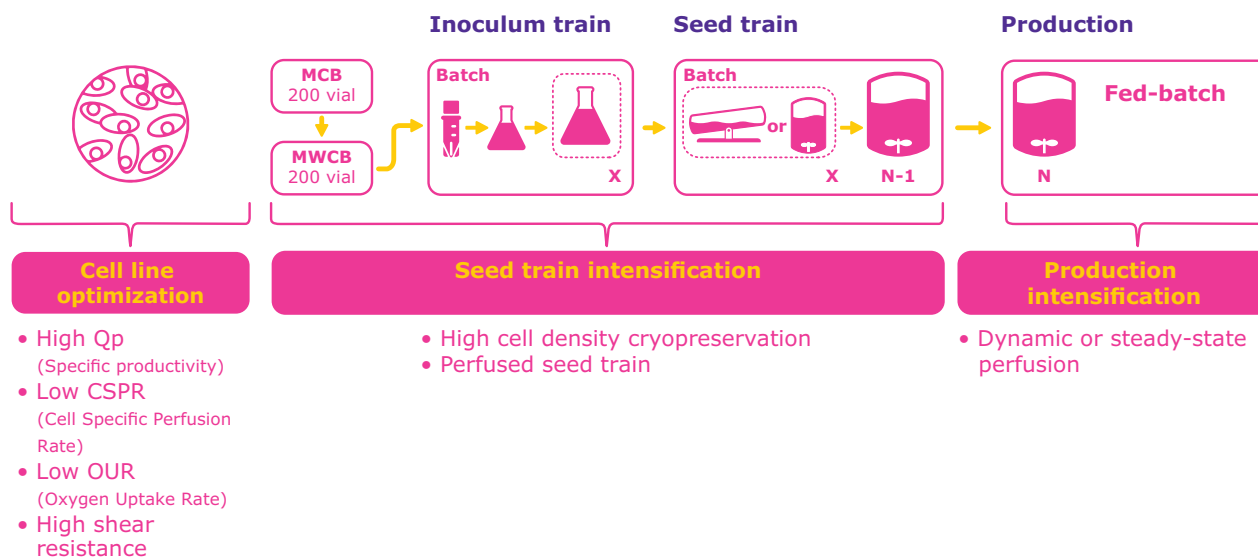 Inoculum train
Seed train
Production
MCB
200 vial
MWCB
200 vial
Batch
X
Batch
or
X
N-1
Fed-batch
N
Cell line
optimization
Seed train intensification
Production
intensification
• High Qp
(Specific productivity)
• Low CSPR
(Cell Specific Perfusion
Rate)
• Low OUR
(Oxygen Uptake Rate)
• High shear
resistance
• High cell density cryopreservation
• Perfused seed train
• Dynamic or steady-state
perfusion